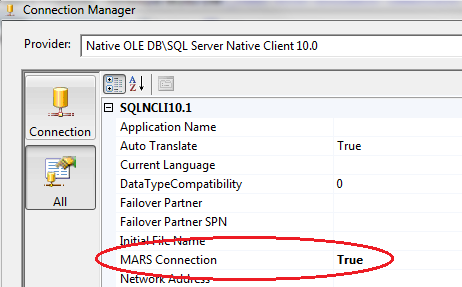 Connection Manager
Provider: Native OLE DB\SQL Server Native Client 10.0
SQLNCLI10.1
Connection
Application Name
Auto Translate True
Current Language
All
DataTypeCompatibility 0
Failover Partner
Failover Partner SPN
Initial File Name
MARS Connection True
Network Address